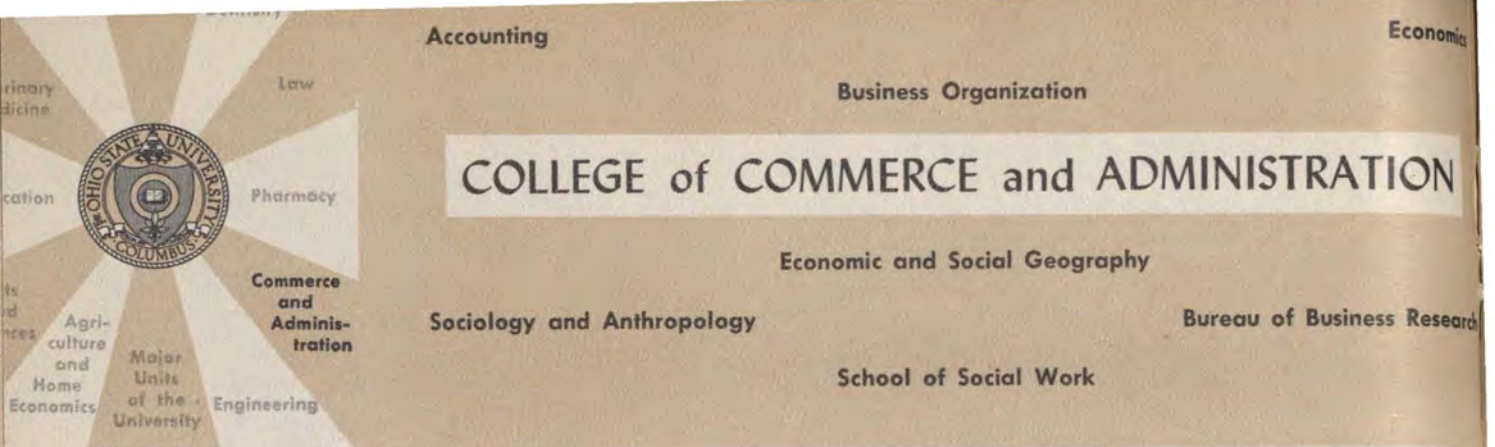 Accounting
Economics
Business Organization
COLLEGE of COMMERCE and ADMINISTRATION
Economic and Social Geography
Sociology and Anthropology
Bureau of Business Research
School of Social Work
Law
Pharmacy
Commerce
and
Adminis-
tration
Engineering
Major
Units
of the
University
Agri-
culture
and
Home
Economics
The OHIO STATE UNIVERSITY
COLUMBUS